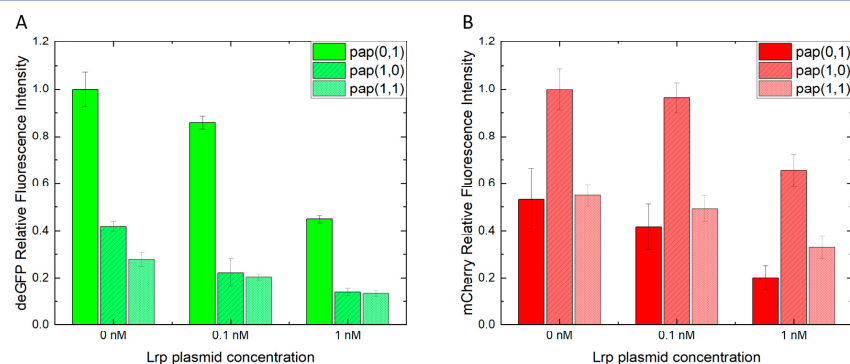 A
deGFP Relative Fluorescence Intensity
1.2
1.0
0.8
0.6
0.4
0.2
0.0
pap(0,1)
pap(1,0)
pap(1,1)
0 nM
0.1 nM
1 nM
Lrp plasmid concentration
B
mCherry Relative Fluorescence Intensity
1.2
1.0
0.8
0.6
0.4
0.2
0.0
pap(0,1)
pap(1,0)
pap(1,1)
0 nM
0.1 nM
1 nM
Lrp plasmid concentration